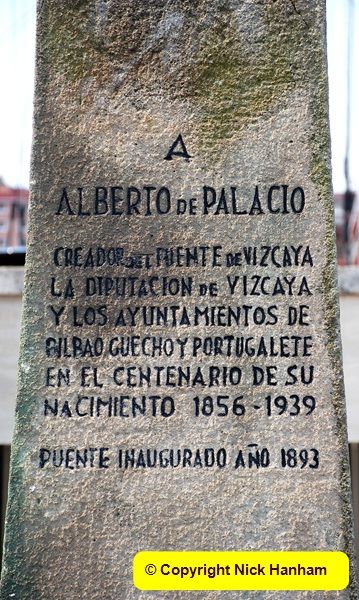 A
ALBERTO DE PALACIO
CREADOR DEL PUENTE DE VIZCAYA
LA DIPUTACION DE VIZCAYA
Y LOS AYUNTAMIENTOS DE
BILBAO GUECHO Y PORTUGALETE
EN EL CENTENARIO DE SU
NACIMIENTO 1856-1939
PUENTE INAUGURADO AÑO 1893
© Copyright Nick Hanham